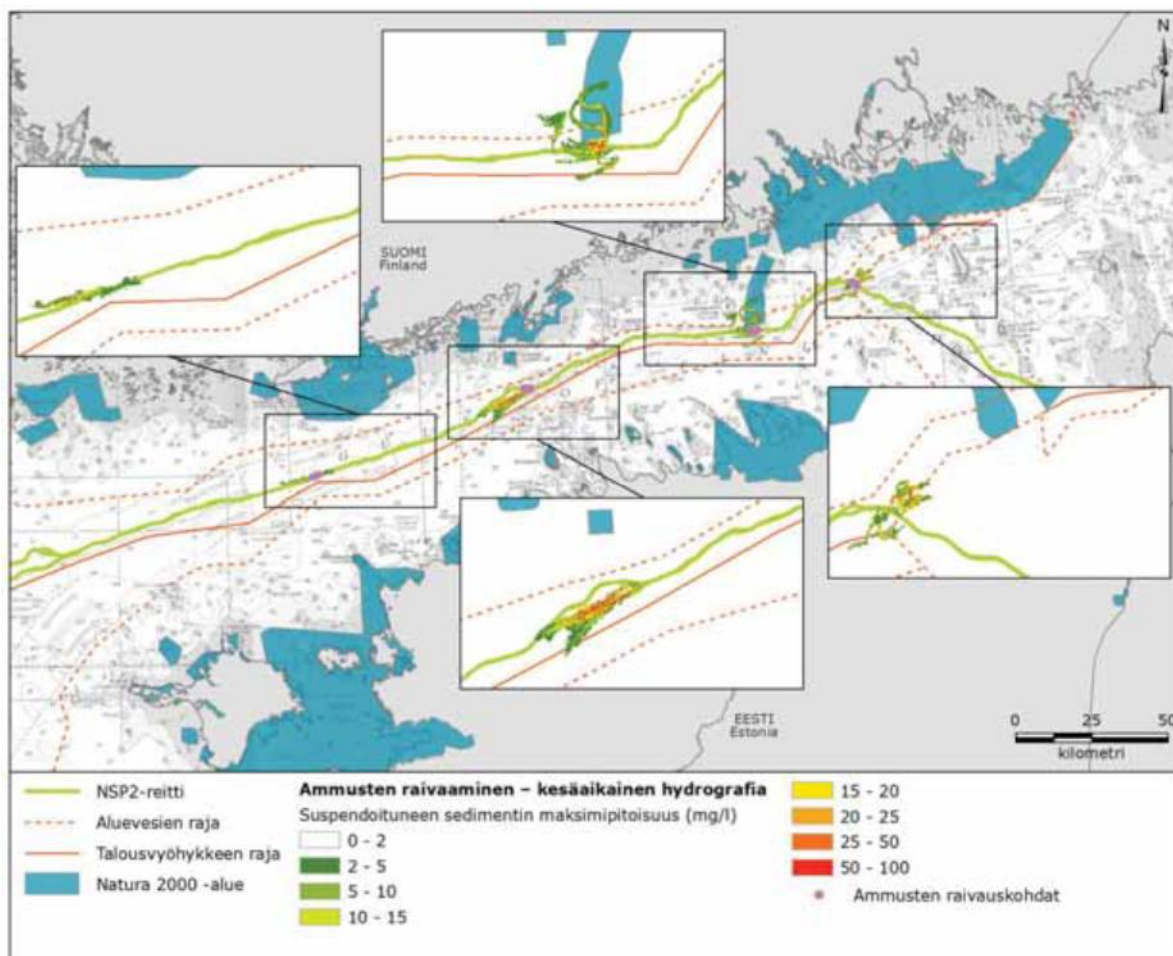 N
SUOMI
Finland
EESTI
Estonia
0 25 50
kilometri
NSP2-reitti
Aluevesien raja
Talousvyöhykkeen raja
Natura 2000 -alue
Ammusten raivaaminen – kesäaikainen hydrografia
Suspendoituneen sedimentin maksimipitoisuus (mg/l)
0 - 2
2 - 5
5 - 10
10 - 15
15 - 20
20 - 25
25 - 50
50 - 100
Ammusten raivauskohdat